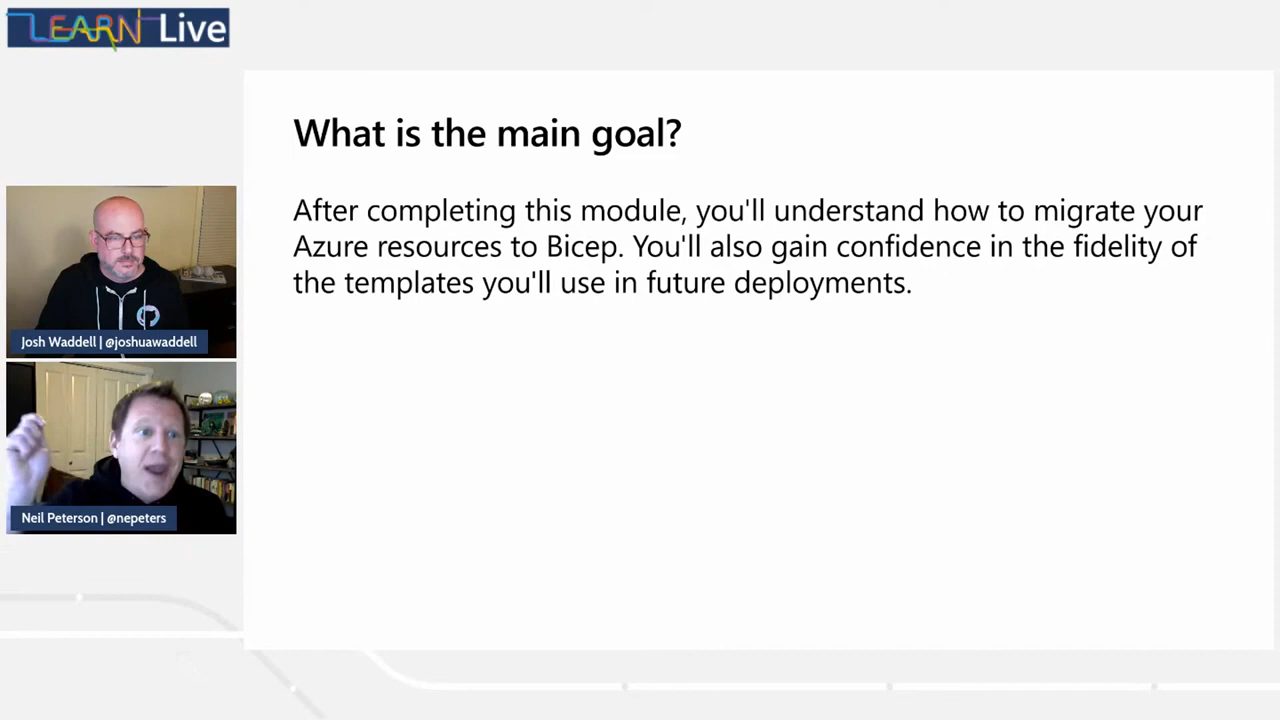 LEARN Live
What is the main goal?
After completing this module, you'll understand how to migrate your
Azure resources to Bicep. You'll also gain confidence in the fidelity of
the templates you'll use in future deployments.
Josh Waddell | @joshuawaddell
Neil Peterson | @nepeters